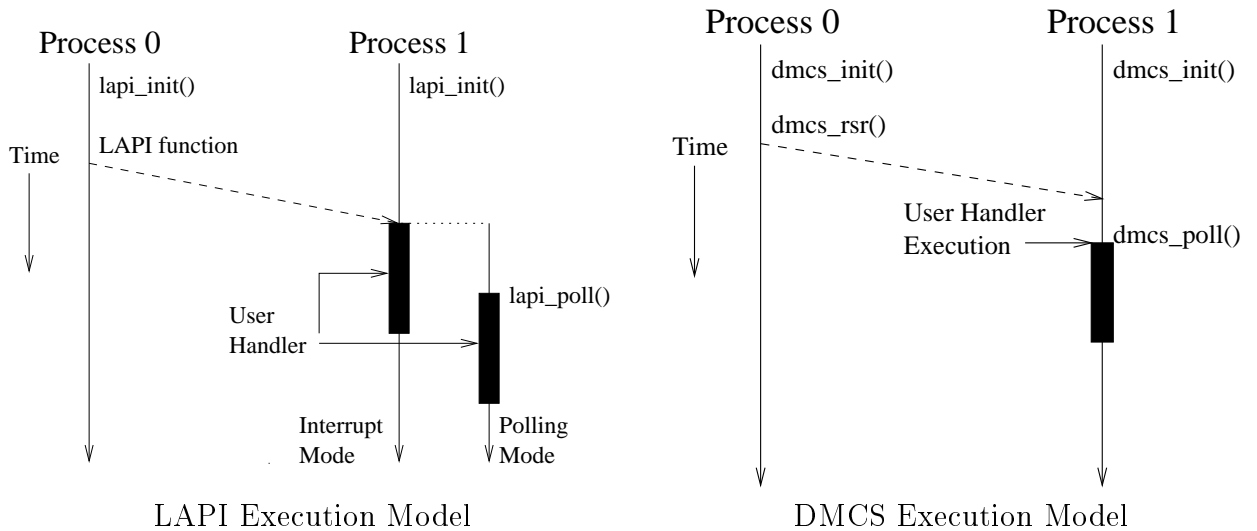 Process 0
Process 1
lapi_init()
lapi_init()
LAPI function
Time
lapi_poll()
User
Handler
Interrupt
Mode
Polling
Mode
LAPI Execution Model
Process 0
Process 1
dmcs_init()
dmcs_init()
dmcs_rsr()
Time
User Handler
Execution
dmcs_poll()
DMCS Execution Model